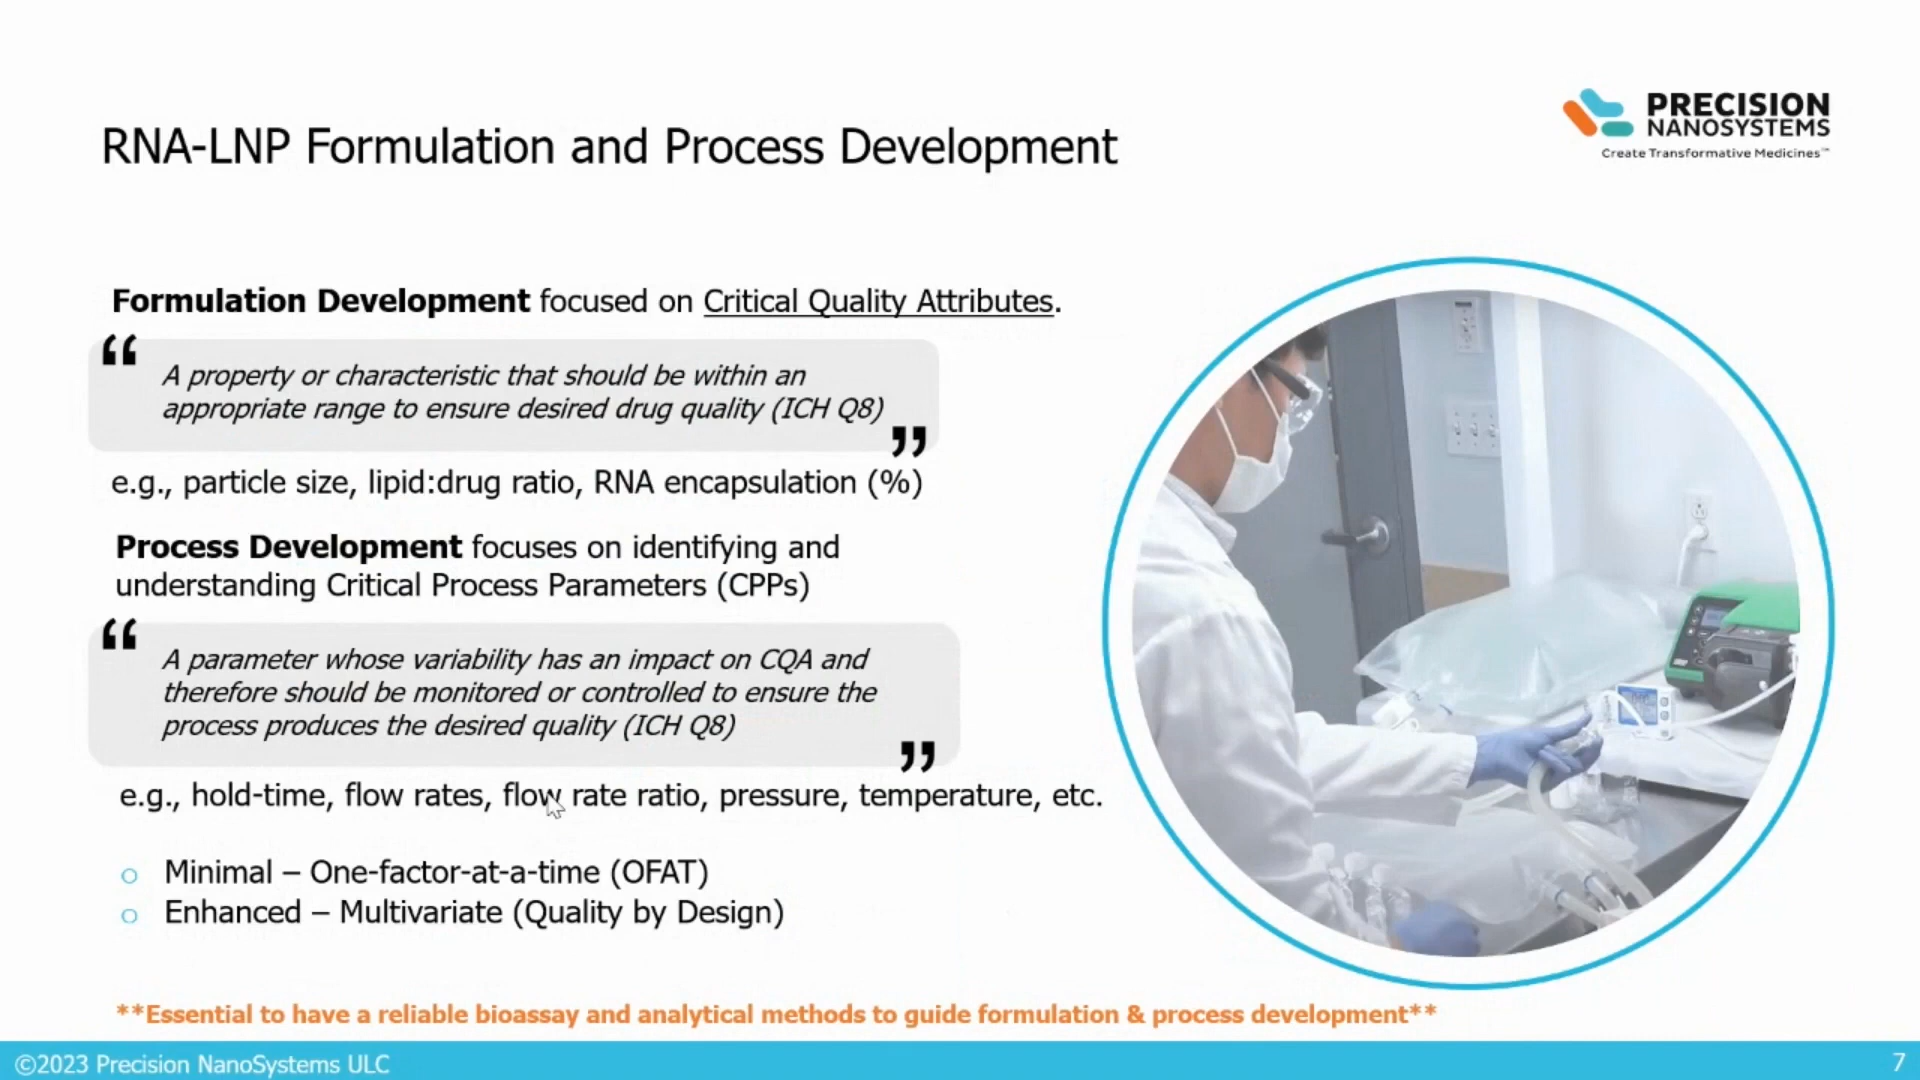 RNA-LNP Formulation and Process Development
PRECISION
NANOSYSTEMS
Create Transformative Medicines™
Formulation Development focused on Critical Quality Attributes.
“
A property or characteristic that should be within an
appropriate range to ensure desired drug quality (ICH Q8)
”
e.g., particle size, lipid:drug ratio, RNA encapsulation (%)
Process Development focuses on identifying and
understanding Critical Process Parameters (CPPs)
“
A parameter whose variability has an impact on CQA and
therefore should be monitored or controlled to ensure the
process produces the desired quality (ICH Q8)
”
e.g., hold-time, flow rates, flow rate ratio, pressure, temperature, etc.
o Minimal – One-factor-at-a-time (OFAT)
o Enhanced – Multivariate (Quality by Design)
**Essential to have a reliable bioassay and analytical methods to guide formulation & process development**
©2023 Precision NanoSystems ULC
7